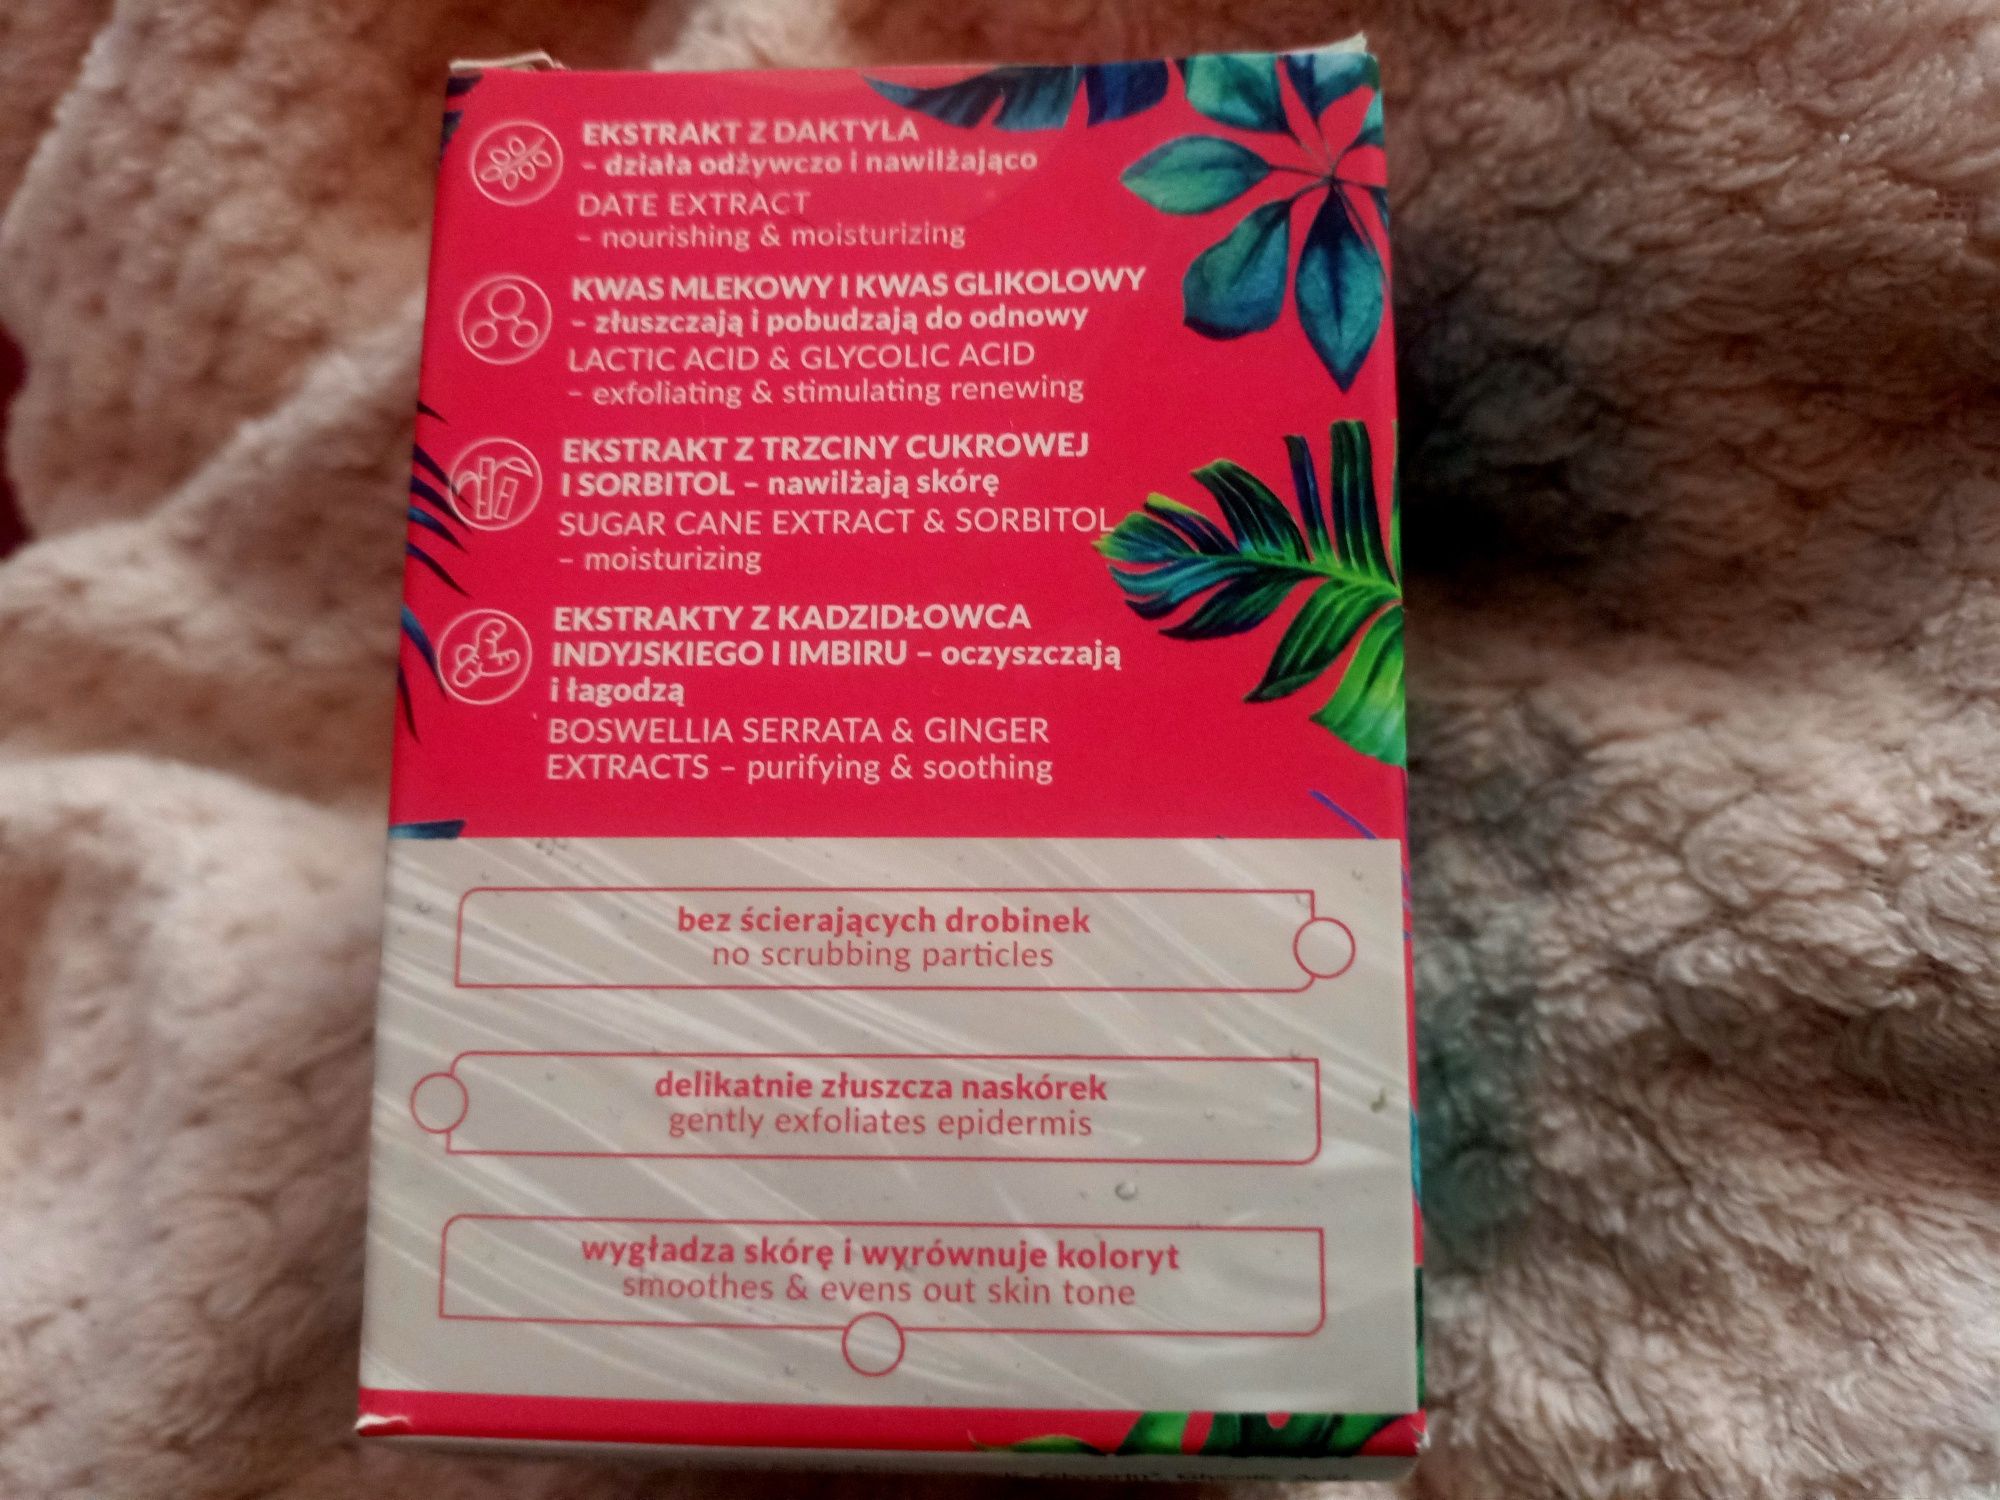 EKSTRAKT Z DAKTYLA
– działa odżywczo i nawilżająco
DATE EXTRACT
– nourishing & moisturizing
KWAS MLEKOWY I KWAS GLIKOLOWY
– złuszczają i pobudzają do odnowy
LACTIC ACID & GLYCOLIC ACID
– exfoliating & stimulating renewing
EKSTRAKT Z TRZCINY CUKROWEJ
I SORBITOL – nawilżają skórę
SUGAR CANE EXTRACT & SORBITOL
– moisturizing
EKSTRAKTY Z KADZIDŁOWCA
INDYJSKIEGO I IMBIRU – oczyszczają
i łagodzą
BOSWELLIA SERRATA & GINGER
EXTRACTS – purifying & soothing
bez ścierających drobinek
no scrubbing particles
delikatnie złuszcza naskórek
gently exfoliates epidermis
wygładza skórę i wyrównuje koloryt
smoothes & evens out skin tone